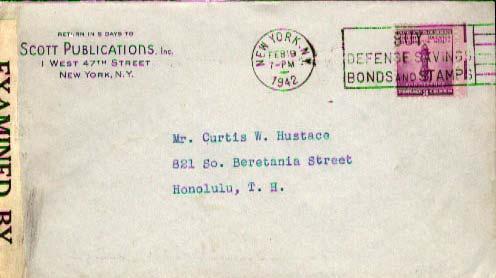 RETURN IN 5 DAYS TO
SCOTT PUBLICATIONS, INC.
1 WEST 47TH STREET
NEW YORK, N.Y.
NEW YORK, N.Y.
FEB 19
7-PM
1942
BUY
DEFENSE SAVINGS
BONDS AND STAMPS
EXAMINED BY
Mr. Curtis W. Hustace
821 So. Beretania Street
Honolulu, T. H.